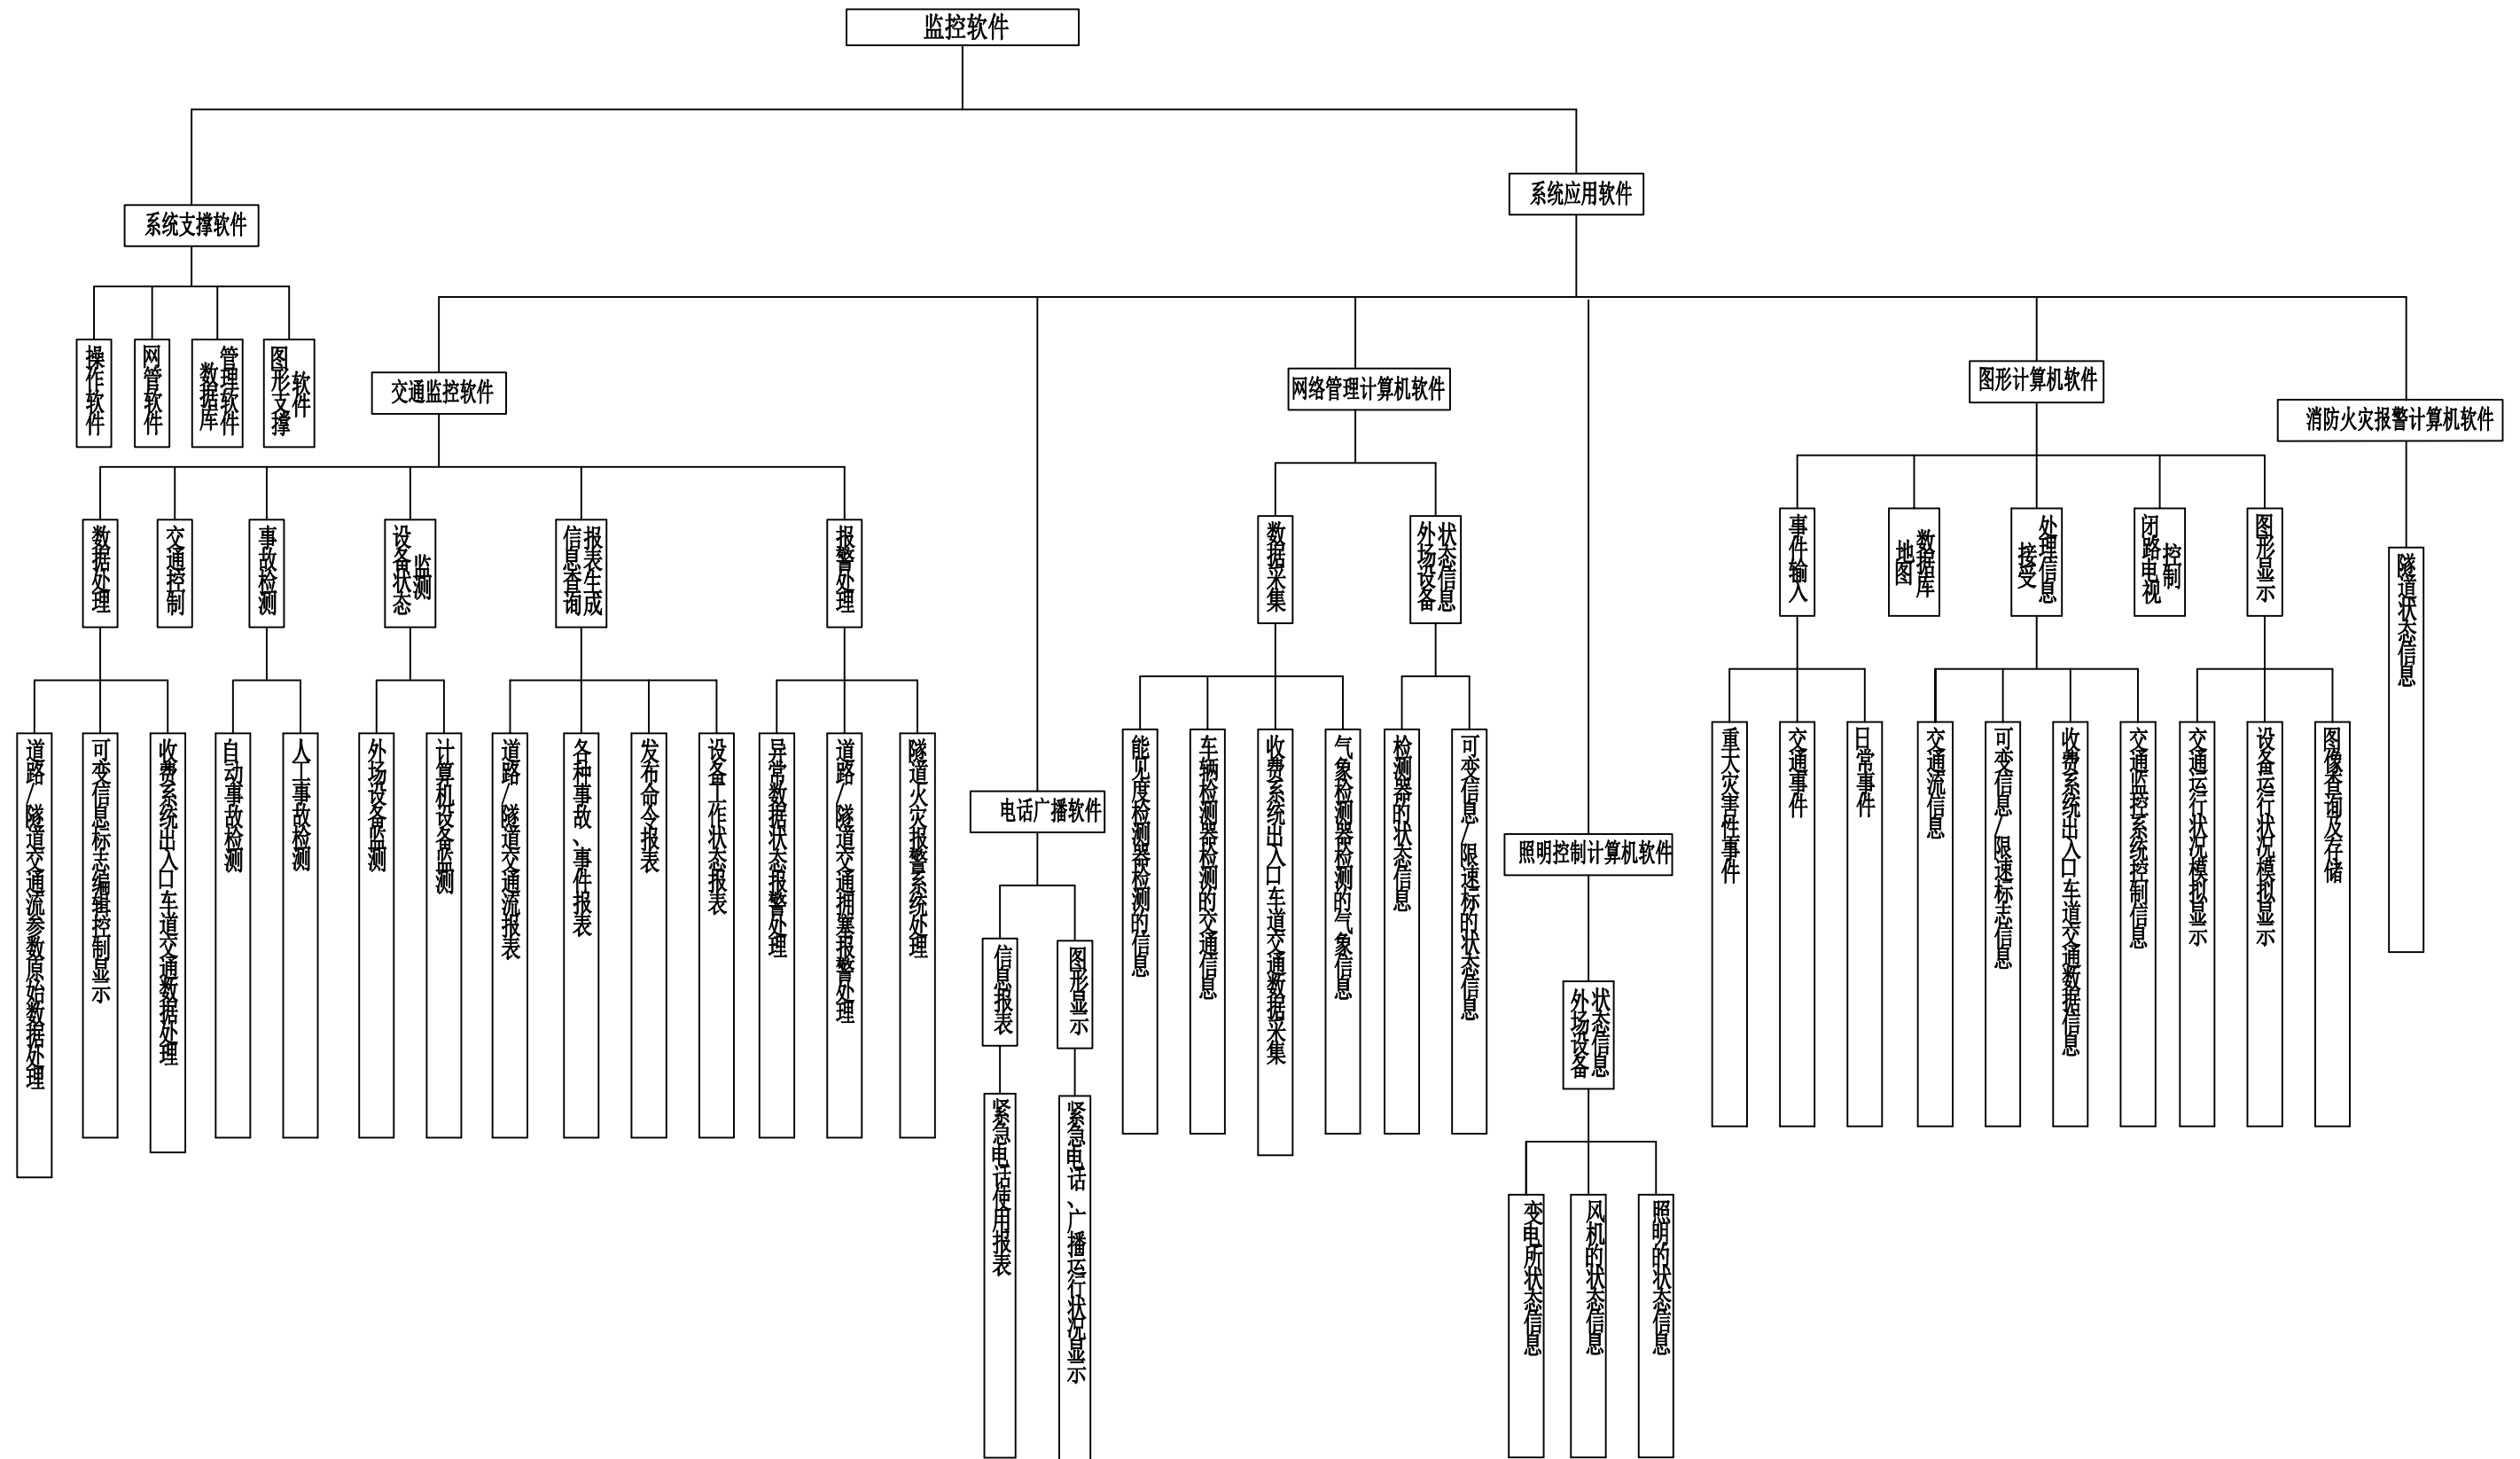 监控软件
系统应用软件
系统支撑软件
操作软件
网管软件
数据库
管理软件
图形支撑
软件
交通监控软件
网络管理计算机软件
图形计算机软件
消防火灾报警计算机软件
数据处理
交通控制
事故检测
设备状态
监测
信息查询
报表生成
报警处理
数据采集
外场设备
状态信息
事件输入
地图
数据库
接受
处理信息
闭路电视
控制
图形显示
隧道状态信息
道路/隧道交通流参数原始数据处理
可变信息标志编辑控制显示
收费系统出入口车道交通数据处理
自动事故检测
人工事故检测
外场设备监测
计算机设备监测
道路/隧道交通流报表
各种事故、事件报表
发布命令报表
设备工作状态报表
异常数据状态报警处理
道路/隧道交通拥塞报警处理
隧道火灾报警系统处理
电话广播软件
能见度检测器检测的信息
车辆检测器检测的交通信息
收费系统出入口车道交通数据采集
气象检测器检测的气象信息
检测器的状态信息
可变信息/限速标的状态信息
照明控制计算机软件
重大灾害性事件
交通事件
日常事件
交通流信息
可变信息/限速标志信息
收费系统出入口车道交通数据信息
交通监控系统控制信息
交通运行状况模拟显示
设备运行状况模拟显示
图像查询及存储
信息报表
图形显示
外场设备
状态信息
紧急电话使用报表
紧急电话、广播运行状况显示
变电所状态信息
风机的状态信息
照明的状态信息